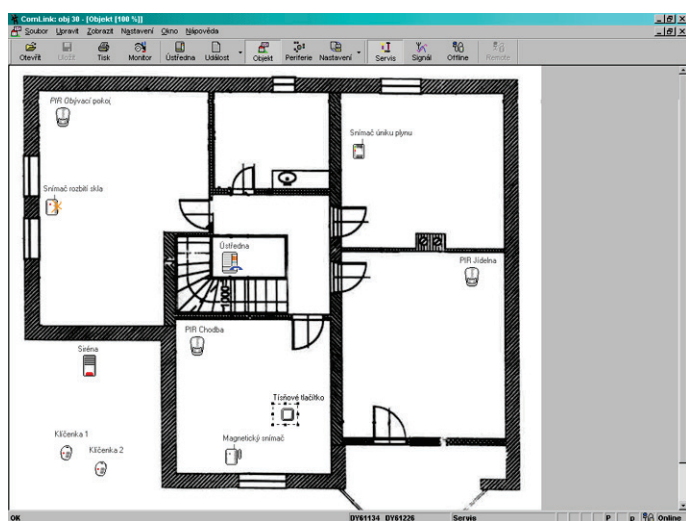 ComLink: obj 30 - [Objekt [100 %]]
Soubor Upravit Zobrazit Nastavení Okno Nápověda
Otevřít Uložit Tisk Monitor Ústředna Událost Objekt Periferie Nastavení Servis Signál Offline Remote
PIR Obývací pokoj
Snímač úniku plynu
Snímač rozbití skla
Ústředna
PIR Jídelna
1000
PIR Chodba
Siréna
Tísňové tlačítko
Klíčenka 1
Magnetický snímač
Klíčenka 2
OK DY61134 DY61226 Servis P p Online